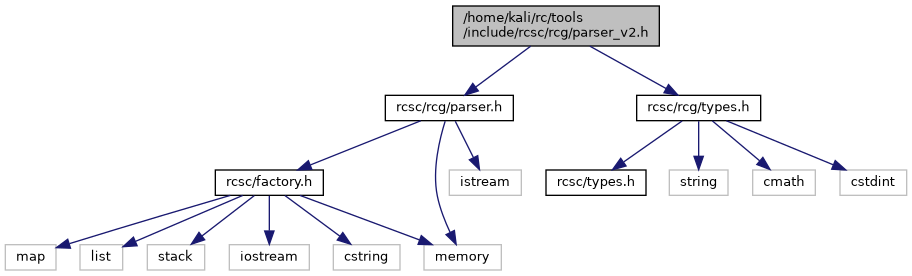 /home/kali/rc/tools
/include/rcsc/rcg/parser_v2.h
rcsc/rcg/parser.h
rcsc/rcg/types.h
rcsc/factory.h
istream
rcsc/types.h
string
cmath
cstdint
map
list
stack
iostream
cstring
memory